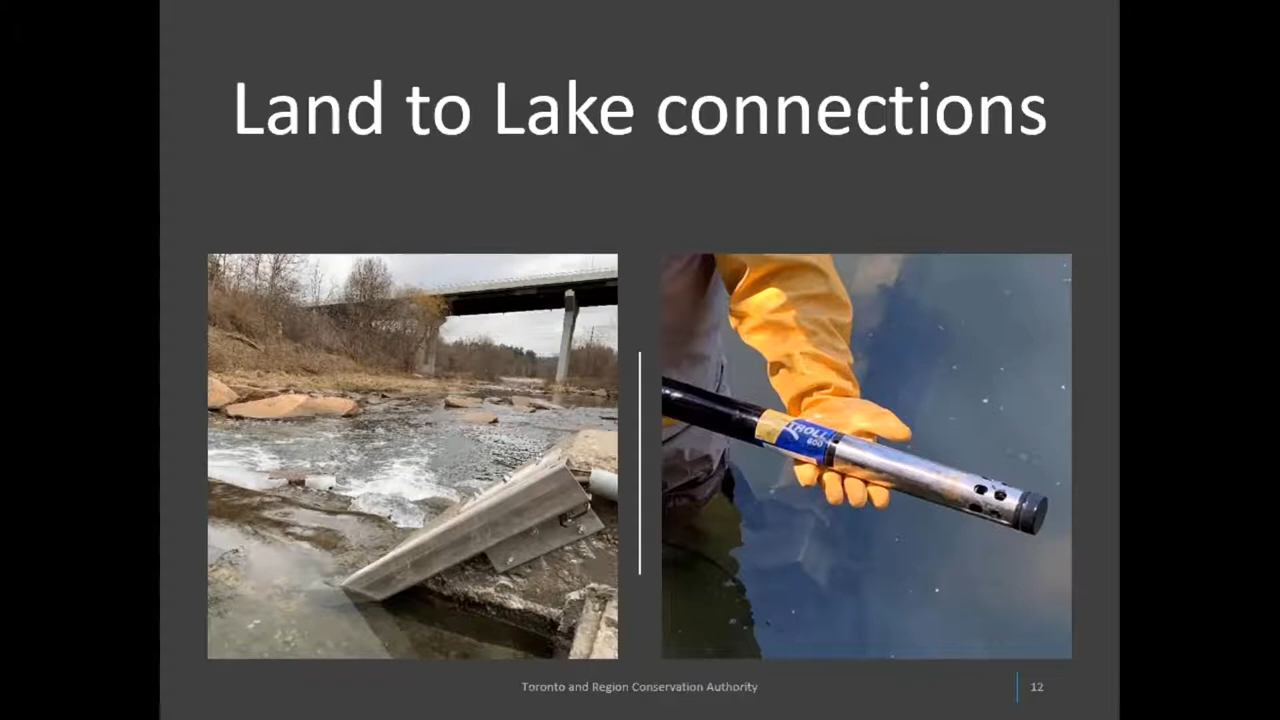 Land to Lake connections
TROLL
600
Toronto and Region Conservation Authority
12